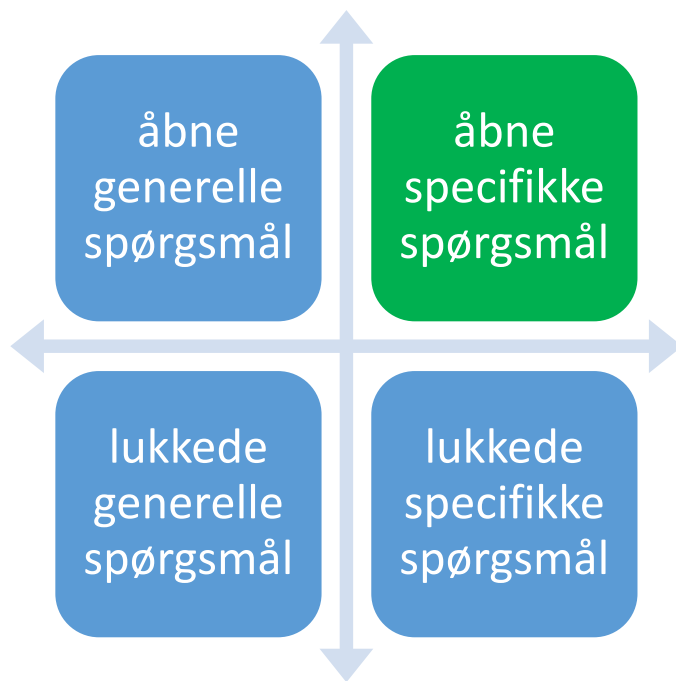 åbne
generelle
spørgsmål
åbne
specifikke
spørgsmål
lukkede
generelle
spørgsmål
lukkede
specifikke
spørgsmål